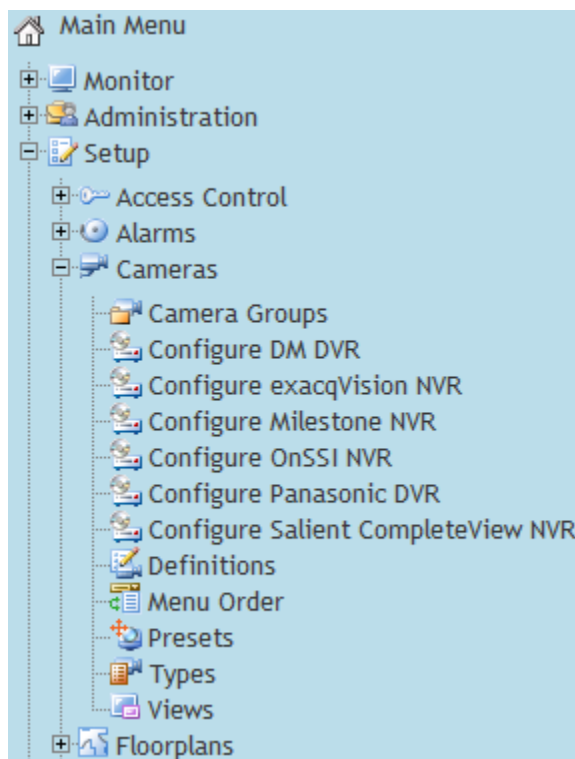 Main Menu
Monitor
Administration
Setup
Access Control
Alarms
Cameras
Camera Groups
Configure DM DVR
Configure exacqVision NVR
Configure Milestone NVR
Configure OnSSI NVR
Configure Panasonic DVR
Configure Salient CompleteView NVR
Definitions
Menu Order
Presets
Types
Views
Floorplans